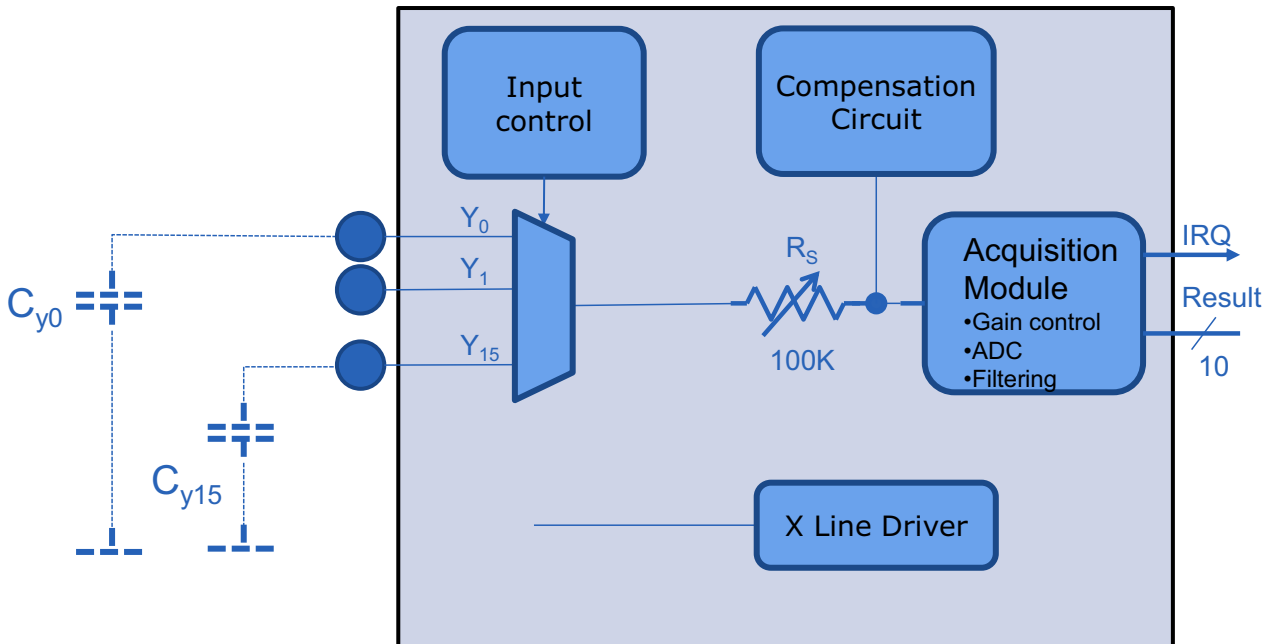 Input
control
Compensation
Circuit
Y0
Y1
Y15
Cy0
Cy15
RS
100K
Acquisition
Module
•Gain control
•ADC
•Filtering
IRQ
Result
10
X Line Driver